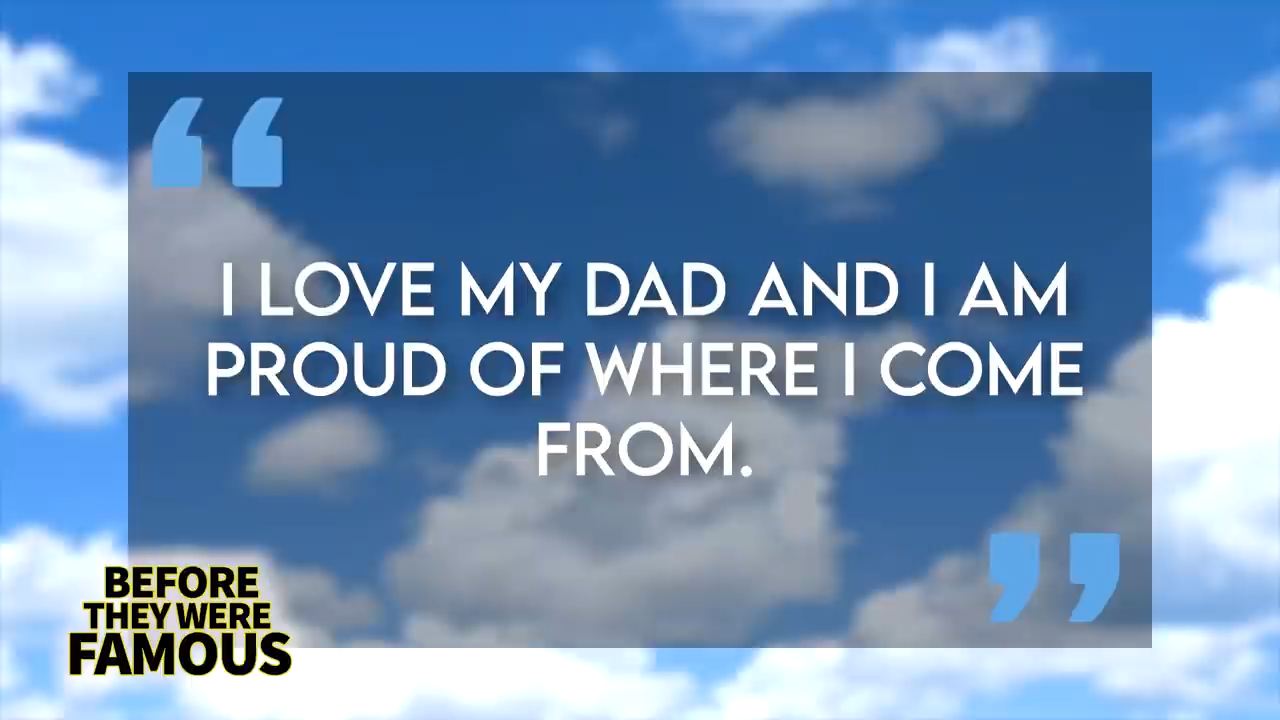 “
I LOVE MY DAD AND I AM
PROUD OF WHERE I COME
FROM.
”
BEFORE
THEY WERE
FAMOUS